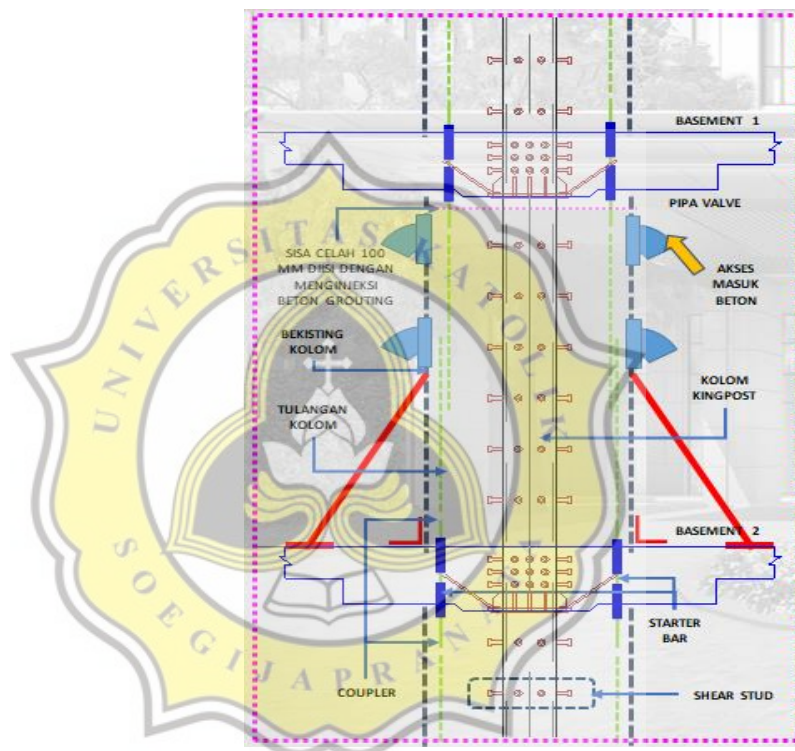 BASEMENT 1
PIPA VALVE
SISA CELAH 100
MM DIISI DENGAN
MENGINJEKSI
BETON GROUTING
AKSES
MASUK
BETON
BEKISTING
KOLOM
KOLOM
KINGPOST
TULANGAN
KOLOM
BASEMENT 2
STARTER
BAR
COUPLER
SHEAR STUD
UNIVERSITAS KATOLIK
SOEGIJAPRANA